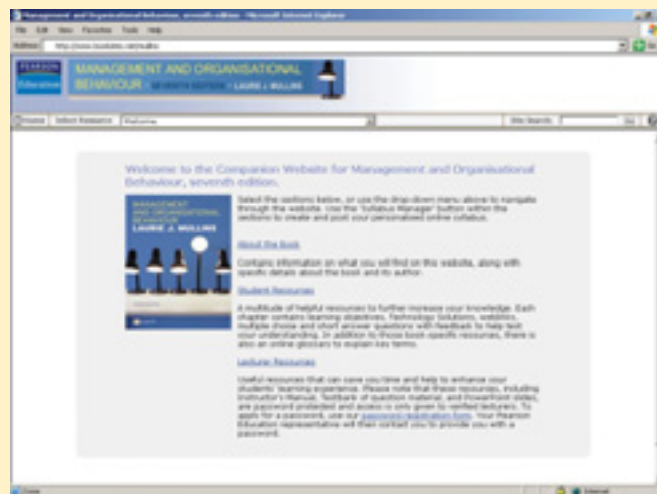 Management and Organisational Behaviour, seventh edition - Microsoft Internet Explorer
File Edit View Favorites Tools Help
Address
PEARSON
Education
MANAGEMENT AND ORGANISATIONAL
BEHAVIOUR SEVENTH EDITION • LAURIE J. MULLINS
Home Select Resource Welcome Site Search:
Welcome to the Companion Website for Management and Organisational
Behaviour, seventh edition.
MANAGEMENT
AND ORGANISATIONAL
BEHAVIOUR
LAURIE J. MULLINS
Select the sections below, or use the drop-down menu above to navigate
through the website. Use the 'Syllabus Manager' button within the
sections to create and post your personalised online syllabus.
About the Book
Contains information on what you will find on this website, along with
specific details about the book and its author.
Student Resources
A multitude of helpful resources to further increase your knowledge. Each
chapter contains learning objectives, Technology Solutions, weblinks,
multiple choice and short answer questions with feedback to help test
your understanding. In addition to those book-specific resources, there is
also an online glossary to explain key terms.
Lecturer Resources
Useful resources that can save you time and help to enhance your
students' learning experience. Please note that these resources, including
Instructor's Manual, Testbank of question material, and PowerPoint slides,
are password protected and access is only given to verified lecturers. To
apply for a password, use our password registration form. Your Pearson
Education representative will then contact you to provide you with a
password.
Done
Internet